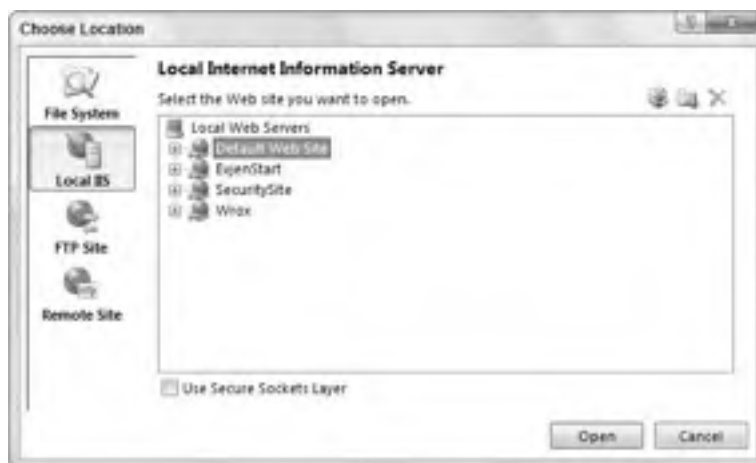 Choose Location
File System
Local IIS
FTP Site
Remote Site
Local Internet Information Server
Select the Web site you want to open.
Local Web Servers
Default Web Site
EvjenStart
SecuritySite
Wrox
Use Secure Sockets Layer
Open
Cancel